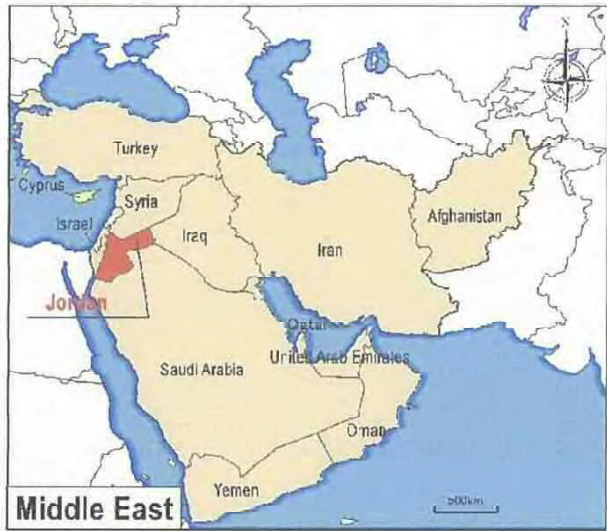 N
Turkey
Cyprus
Syria
Israel
Iraq
Iran
Afghanistan
Jordan
Qatar
United Arab Emirates
Saudi Arabia
Oman
Yemen
500km
Middle East